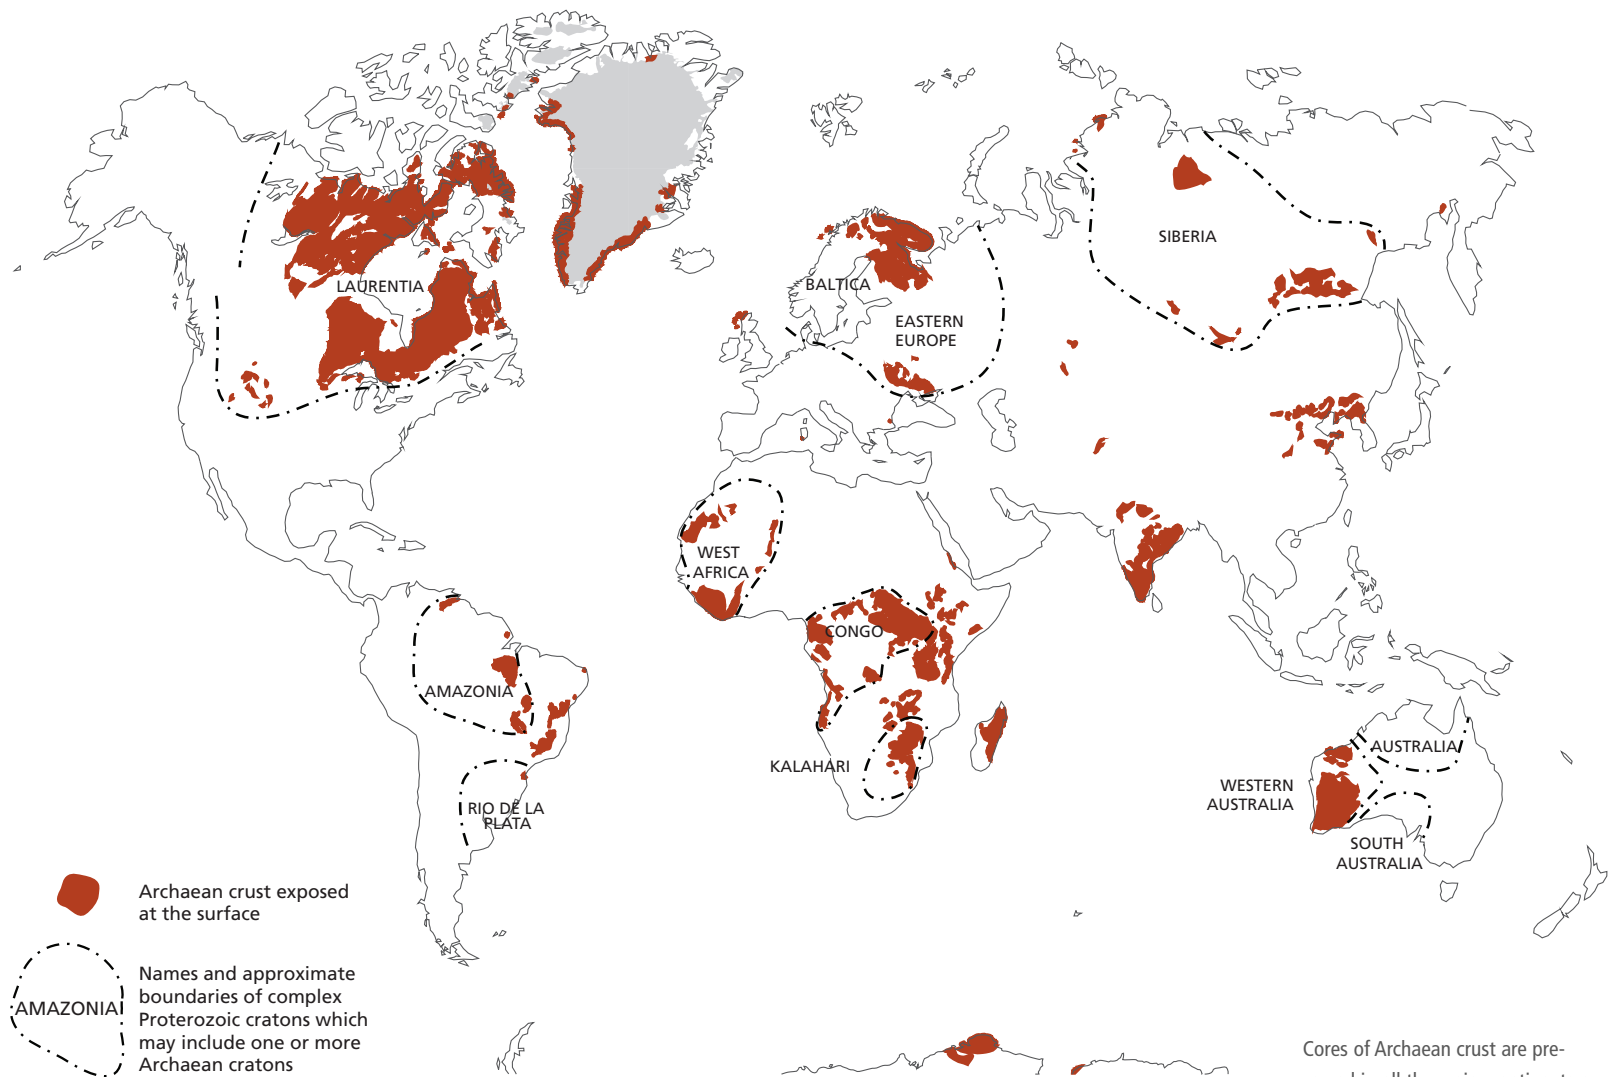 LAURENTIA
SIBERIA
BALTICA
EASTERN
EUROPE
WEST
AFRICA
CONGO
AMAZONIA
KALAHARI
RIO DE LA
PLATA
AUSTRALIA
WESTERN
AUSTRALIA
SOUTH
AUSTRALIA
Archaean crust exposed
at the surface
AMAZONIA
Names and approximate
boundaries of complex
Proterozoic cratons which
may include one or more
Archaean cratons
Cores of Archaean crust are pre-